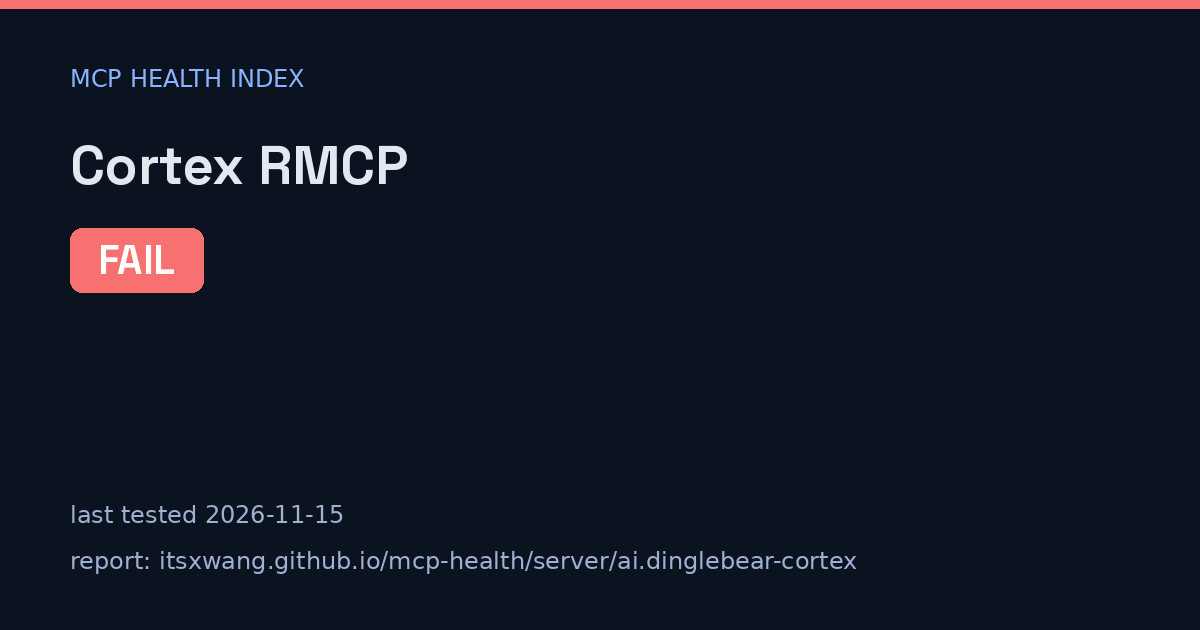 MCP HEALTH INDEX
Cortex RMCP
FAIL
last tested 2026-11-15
report: itsxwang.github.io/mcp-health/server/ai.dinglebear-cortex